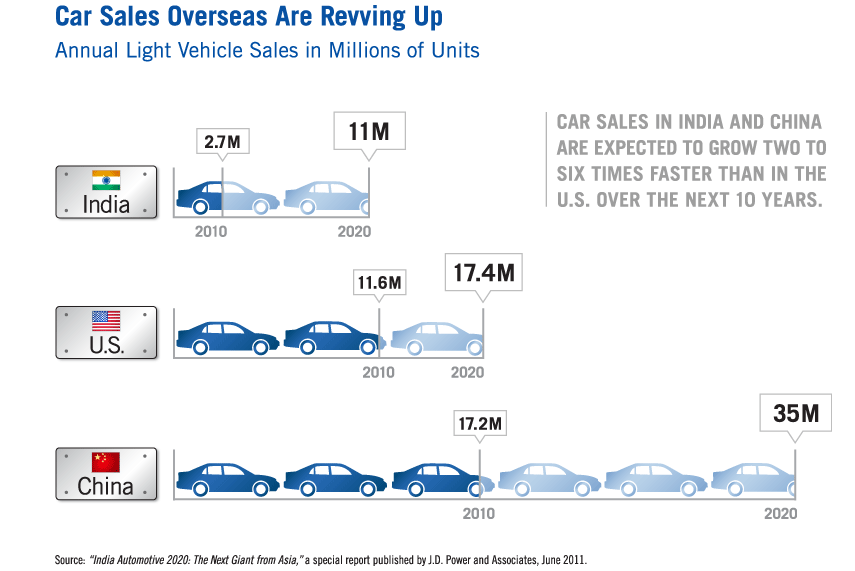 Car Sales Overseas Are Revving Up
Annual Light Vehicle Sales in Millions of Units
CAR SALES IN INDIA AND CHINA
ARE EXPECTED TO GROW TWO TO
SIX TIMES FASTER THAN IN THE
U.S. OVER THE NEXT 10 YEARS.
2.7M
11M
India
2010
2020
11.6M
17.4M
U.S.
2010
2020
17.2M
35M
China
2010
2020
Source: “India Automotive 2020: The Next Giant from Asia,” a special report published by J.D. Power and Associates, June 2011.